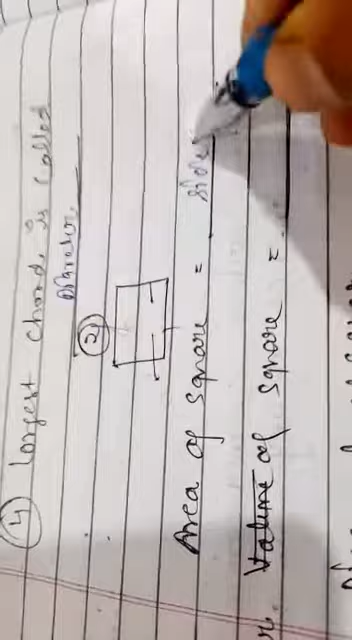 4) Longest chord is called
Diameter.
2)
Area of square = side
Volume of square =